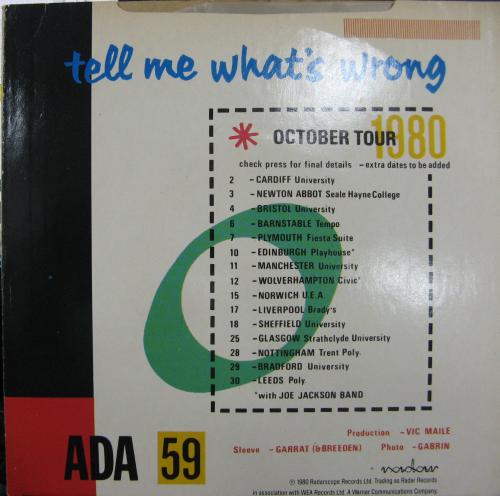 tell me what's wrong
OCTOBER TOUR 1980
check press for final details - extra dates to be added
2 - CARDIFF University
3 - NEWTON ABBOT Seale Hayne College
4 - BRISTOL University
6 - BARNSTABLE Tempo
7 - PLYMOUTH Fiesta Suite
10 - EDINBURGH Playhouse*
11 - MANCHESTER University
12 - WOLVERHAMPTON Civic*
15 - NORWICH U.E.A.
17 - LIVERPOOL Brady's
18 - SHEFFIELD University
25 - GLASGOW Strathclyde University
28 - NOTTINGHAM Trent Poly.
29 - BRADFORD University
30 - LEEDS Poly.
*with JOE JACKSON BAND
Production - VIC MAILE
Sleeve - GARRAT (& BREEDEN) Photo - GABRIN
ADA 59
radar
℗ 1980 Radarscope Records Ltd. Trading as Radar Records
in association with WEA Records Ltd. A Warner Communications Company.